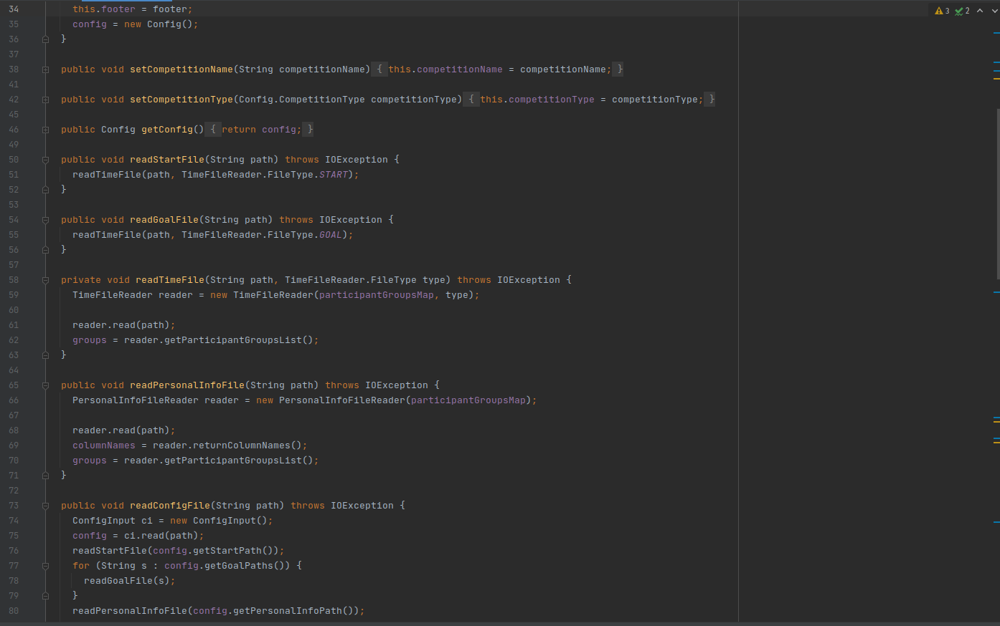 34 this.footer = footer;
3 2
35 config = new Config();
36 }
37
38 public void setCompetitionName(String competitionName) { this.competitionName = competitionName; }
41
42 public void setCompetitionType(Config.CompetitionType competitionType) { this.competitionType = competitionType; }
45
46 public Config getConfig() { return config; }
49
50 public void readStartFile(String path) throws IOException {
51 readTimeFile(path, TimeFileReader.FileType.START);
52 }
53
54 public void readGoalFile(String path) throws IOException {
55 readTimeFile(path, TimeFileReader.FileType.GOAL);
56 }
57
58 private void readTimeFile(String path, TimeFileReader.FileType type) throws IOException {
59 TimeFileReader reader = new TimeFileReader(participantGroupsMap, type);
60
61 reader.read(path);
62 groups = reader.getParticipantGroupsList();
63 }
64
65 public void readPersonalInfoFile(String path) throws IOException {
66 PersonalInfoFileReader reader = new PersonalInfoFileReader(participantGroupsMap);
67
68 reader.read(path);
69 columnNames = reader.returnColumnNames();
70 groups = reader.getParticipantGroupsList();
71 }
72
73 public void readConfigFile(String path) throws IOException {
74 ConfigInput ci = new ConfigInput();
75 config = ci.read(path);
76 readStartFile(config.getStartPath());
77 for (String s : config.getGoalPaths()) {
78 readGoalFile(s);
79 }
80 readPersonalInfoFile(config.getPersonalInfoPath());